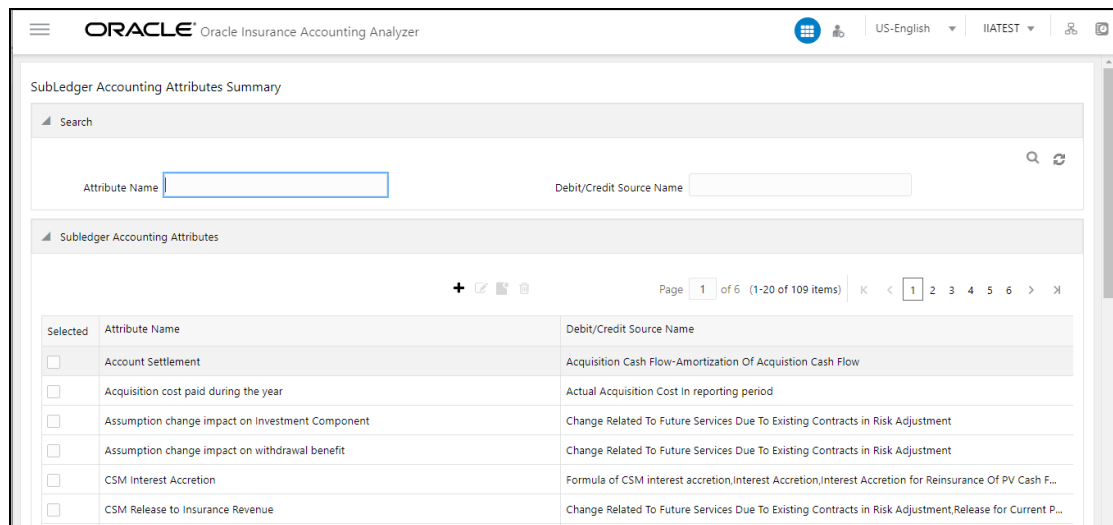 ORACLE Oracle Insurance Accounting Analyzer US-English IIATEST
SubLedger Accounting Attributes Summary
Search
Attribute Name Debit/Credit Source Name
Subledger Accounting Attributes
Page 1 of 6 (1-20 of 109 items) 1 2 3 4 5 6
Selected Attribute Name Debit/Credit Source Name
Account Settlement Acquisition Cash Flow-Amortization Of Acquistion Cash Flow
Acquisition cost paid during the year Actual Acquisition Cost In reporting period
Assumption change impact on Investment Component Change Related To Future Services Due To Existing Contracts in Risk Adjustment
Assumption change impact on withdrawal benefit Change Related To Future Services Due To Existing Contracts in Risk Adjustment
CSM Interest Accretion Formula of CSM interest accretion,Interest Accretion,Interest Accretion for Reinsurance Of PV Cash F...
CSM Release to Insurance Revenue Change Related To Future Services Due To Existing Contracts in Risk Adjustment,Release for Current P...